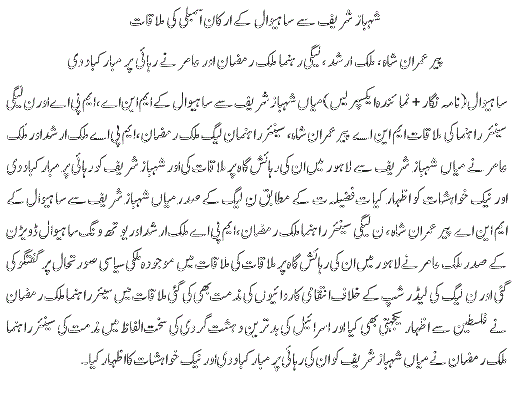 شہباز شریف سے ساہیوال کے ارکان اسمبلی کی ملاقات
پیر عمران شاہ، ملک ارشد، لیگی رہنما ملک رمضان اور عامر نے رہائی پر مبارکباد دی
ساہیوال (نامہ نگار + نمائندہ ایکسپریس) میاں شہباز شریف سے ساہیوال کے ایم این اے، ایم پی اے اور ن لیگی
سینئر راہنما کی ملاقات ایم این اے پیر عمران شاہ، سینئر راہنما ن لیگ ملک رمضان، ایم پی اے ملک ارشد اور ملک
عامر نے میاں شہباز شریف سے لاہور میں ان کی رہائش گاہ پر ملاقات کی اور شہباز شریف کو رہائی پر مبارکباد دی
اور نیک خواہشات کو اظہار کیا تفصیلات کے مطابق ن لیگ کے صدر میاں شہباز شریف سے ساہیوال کے
ایم این اے پیر عمران شاہ، ن لیگی سینئر راہنما ملک رمضان، ایم پی اے ملک ارشد اور یوتھ ونگ ساہیوال ڈویژن
کے صدر ملک عامر نے لاہور میں ان کی رہائش گاہ پر ملاقات کی ملاقات میں موجودہ ملکی سیاسی صورتحال پر گفتگو کی
گئی اور ن لیگ کی لیڈر شپ کے خلاف انتقامی کاروائیوں کی مذمت بھی کی گئی ملاقات میں سینئر راہنما ملک رمضان
نے فلسطین سے اظہار یکجہتی بھی کیا اور اسرائیل کی بدترین دہشت گردی کی سخت الفاظ میں مذمت کی سینئر راہنما
ملک رمضان نے میاں شہباز شریف کو ان کی رہائی پر مبارکباد دی اور نیک خواہشات کا اظہار کیا۔